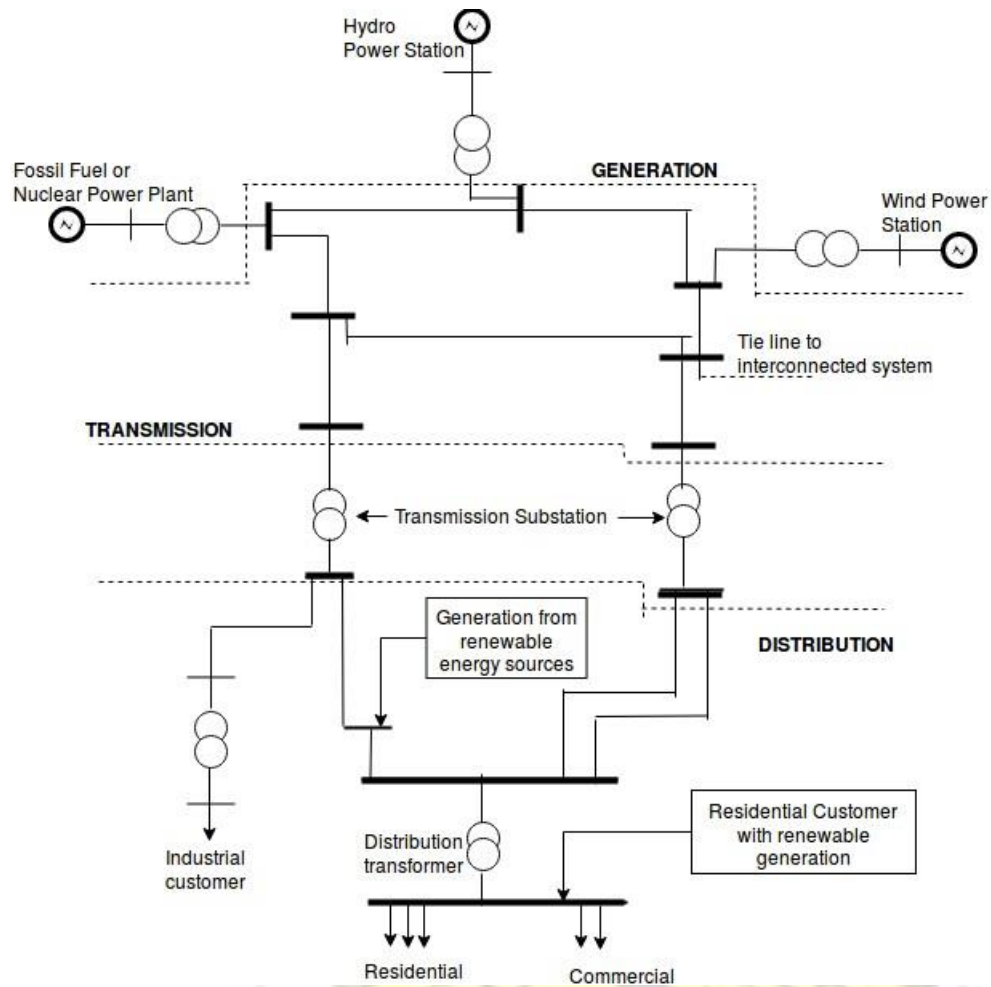 Hydro
Power Station
Fossil Fuel or
Nuclear Power Plant
GENERATION
Wind Power
Station
Tie line to
interconnected system
TRANSMISSION
Transmission Substation
Generation from
renewable
energy sources
DISTRIBUTION
Distribution
transformer
Residential Customer
with renewable
generation
Industrial
customer
Residential
Commercial